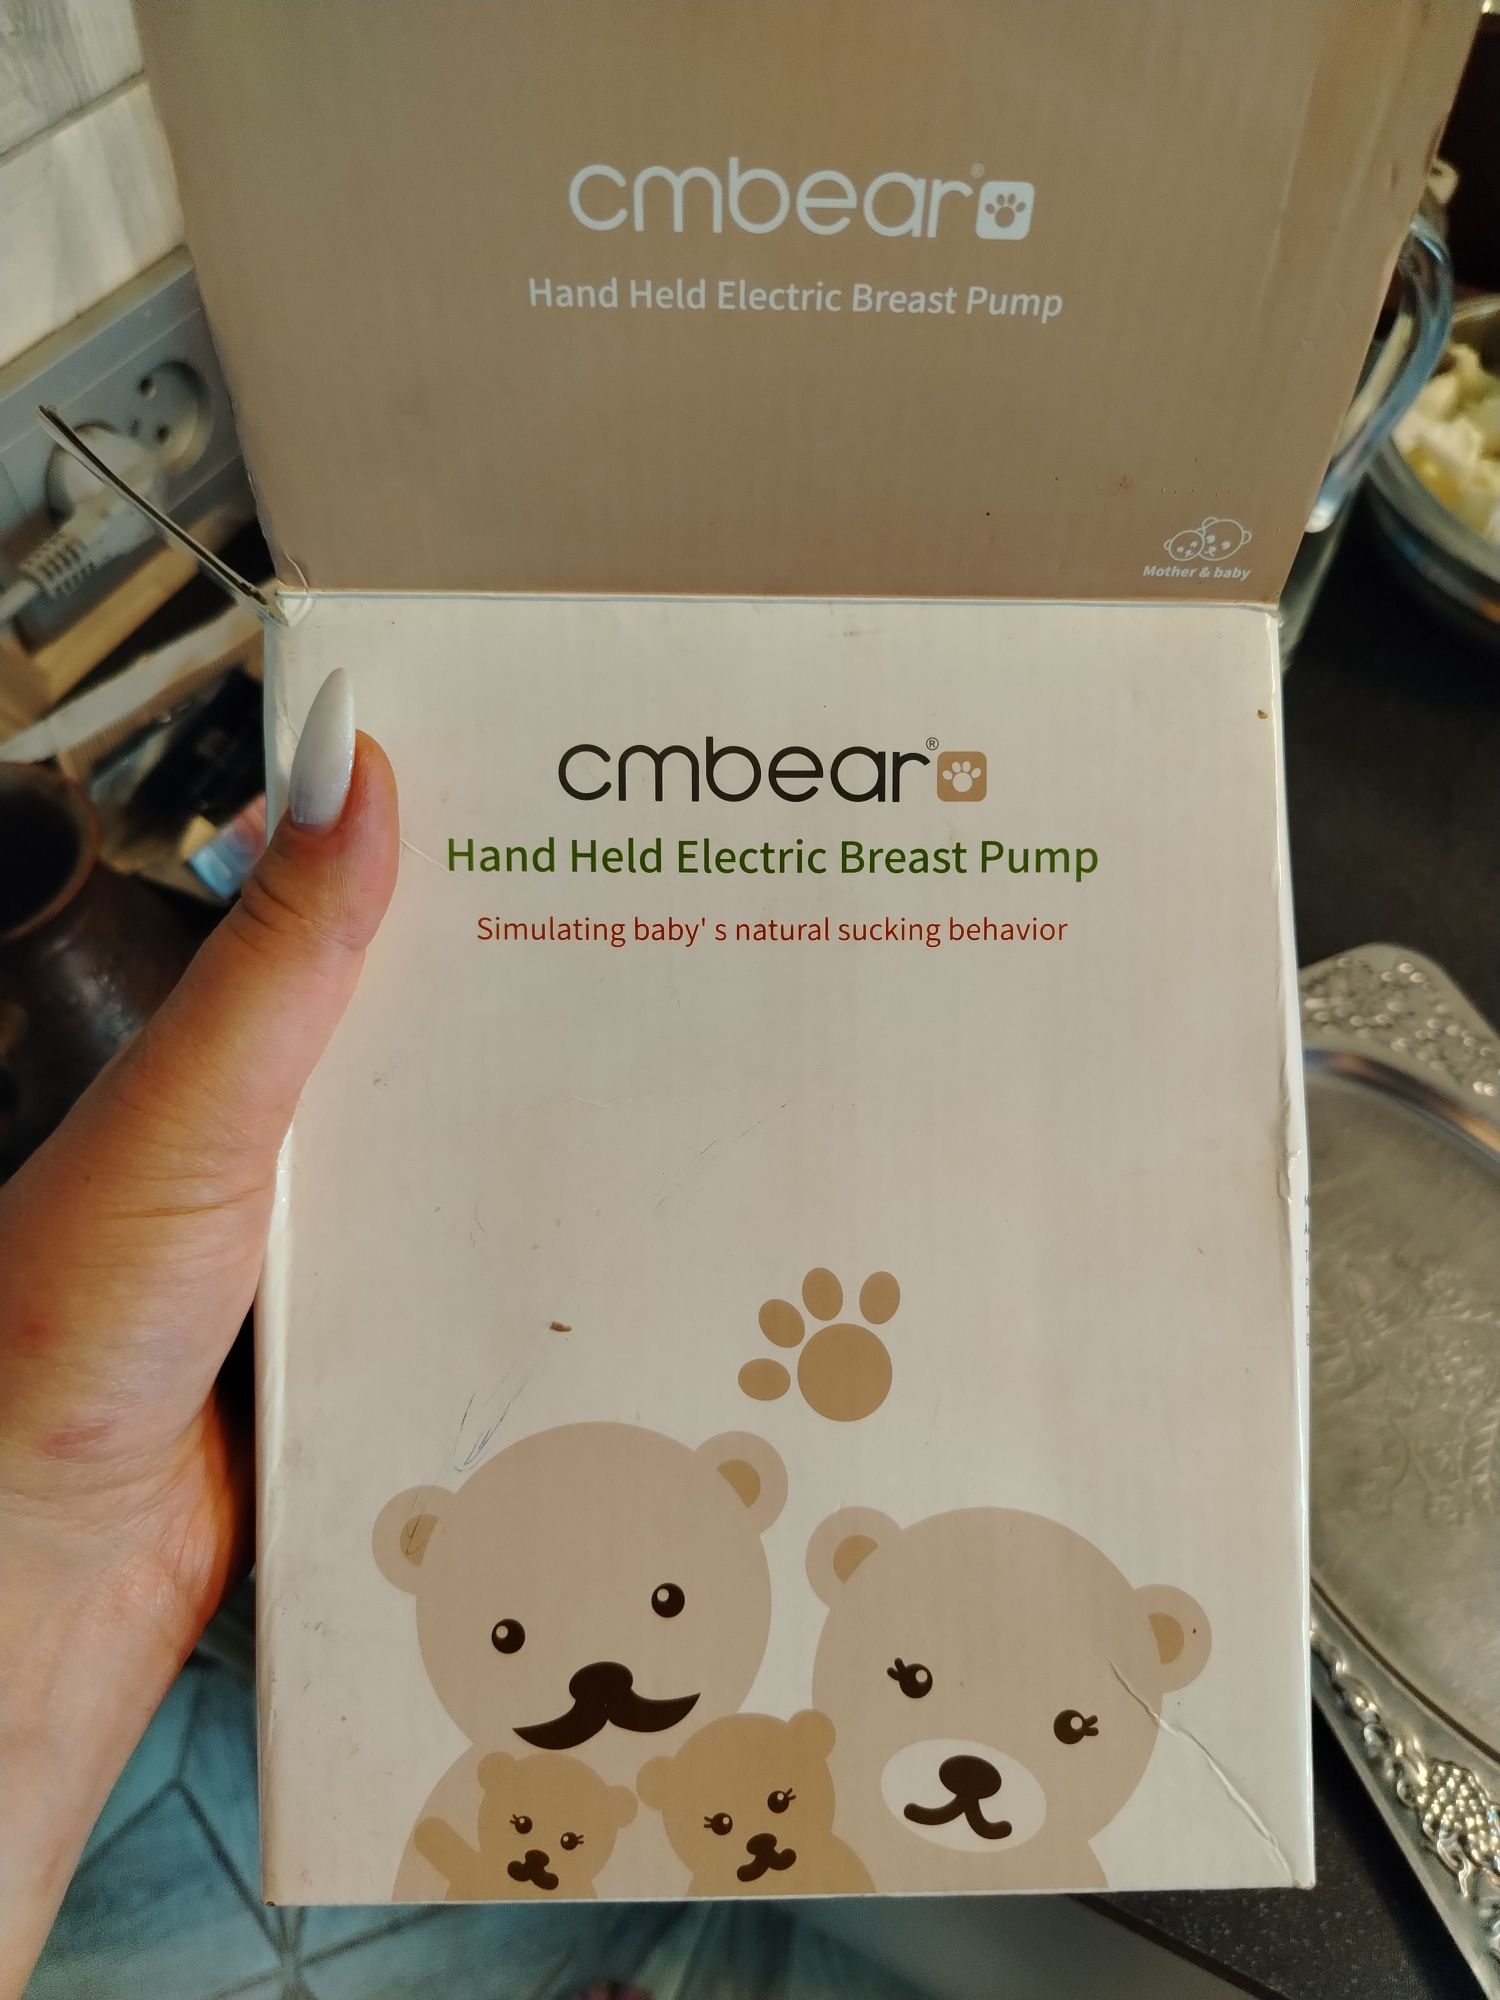 cmbear®
Hand Held Electric Breast Pump
Mother & baby
cmbear®
Hand Held Electric Breast Pump
Simulating baby' s natural sucking behavior